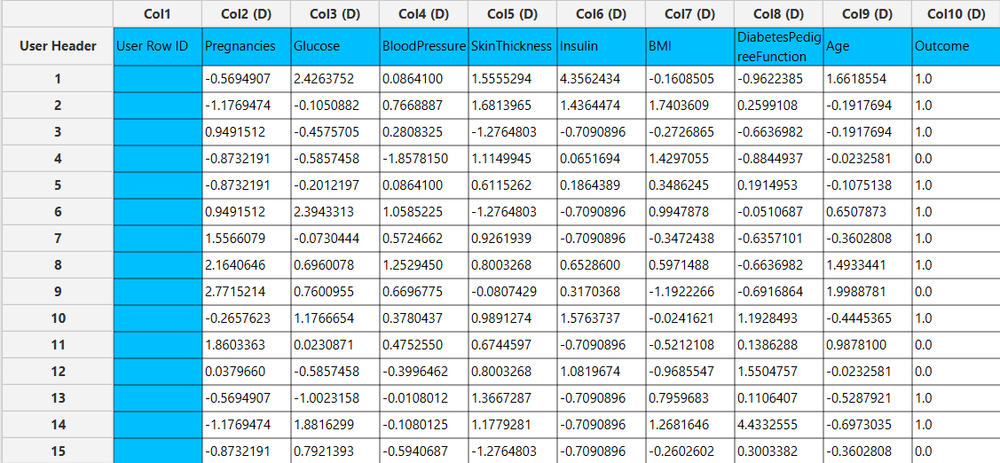 Col1 Col2 (D) Col3 (D) Col4 (D) Col5 (D) Col6 (D) Col7 (D) Col8 (D) Col9 (D) Col10 (D)
User Header User Row ID Pregnancies Glucose BloodPressure SkinThickness Insulin BMI DiabetesPedig Age Outcome
reeFunction
1 -0.5694907 2.4263752 0.0864100 1.5555294 4.3562434 -0.1608505 -0.9622385 1.6618554 1.0
2 -1.1769474 -0.1050882 0.7668887 1.6813965 1.4364474 1.7403609 0.2599108 -0.1917694 1.0
3 0.9491512 -0.4575705 0.2808325 -1.2764803 -0.7090896 -0.2726865 -0.6636982 -0.1917694 1.0
4 -0.8732191 -0.5857458 -1.8578150 1.1149945 0.0651694 1.4297055 -0.8844937 -0.0232581 0.0
5 -0.8732191 -0.2012197 0.0864100 0.6115262 0.1864389 0.3486245 0.1914953 -0.1075138 1.0
6 0.9491512 2.3943313 1.0585225 -1.2764803 -0.7090896 0.9947878 -0.0510687 0.6507873 1.0
7 1.5566079 -0.0730444 0.5724662 0.9261939 -0.7090896 -0.3472438 -0.6357101 -0.3602808 1.0
8 2.1640646 0.6960078 1.2529450 0.8003268 0.6528600 0.5971488 -0.6636982 1.4933441 1.0
9 2.7715214 0.7600955 0.6696775 -0.0807429 0.3170368 -1.1922266 -0.6916864 1.9988781 0.0
10 -0.2657623 1.1766654 0.3780437 0.9891274 1.5763737 -0.0241621 1.1928493 -0.4445365 1.0
11 1.8603363 0.0230871 0.4752550 0.6744597 -0.7090896 -0.5212108 0.1386288 0.9878100 0.0
12 0.0379660 -0.5857458 -0.3996462 0.8003268 1.0819674 -0.9685547 1.5504757 -0.0232581 0.0
13 -0.5694907 -1.0023158 -0.0108012 1.3667287 -0.7090896 0.7959683 0.1106407 -0.5287921 1.0
14 -1.1769474 1.8816299 -0.1080125 1.1779281 -0.7090896 1.2681646 4.4332555 -0.6973035 1.0
15 -0.8732191 0.7921393 -0.5940687 -1.2764803 -0.7090896 -0.2602602 0.3003382 -0.3602808 0.0